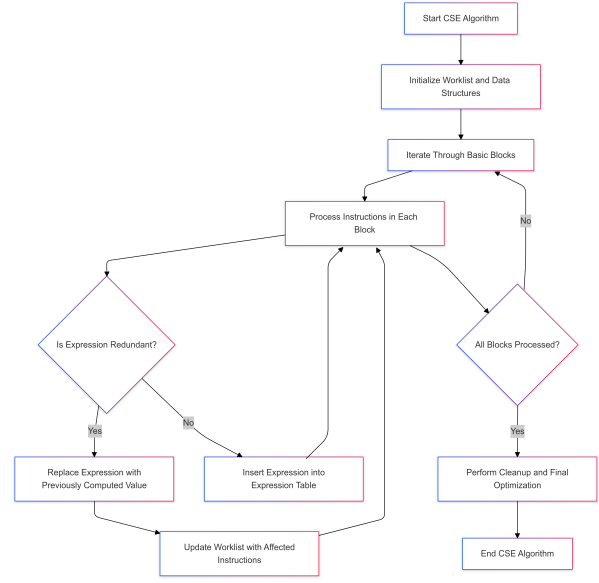 Start CSE Algorithm
Initialize Worklist and Data
Structures
Iterate Through Basic Blocks
Process Instructions in Each
Block
No
Is Expression Redundant?
All Blocks Processed?
Yes
No
Yes
Replace Expression with
Previously Computed Value
Insert Expression into
Expression Table
Perform Cleanup and Final
Optimization
Update Worklist with Affected
Instructions
End CSE Algorithm